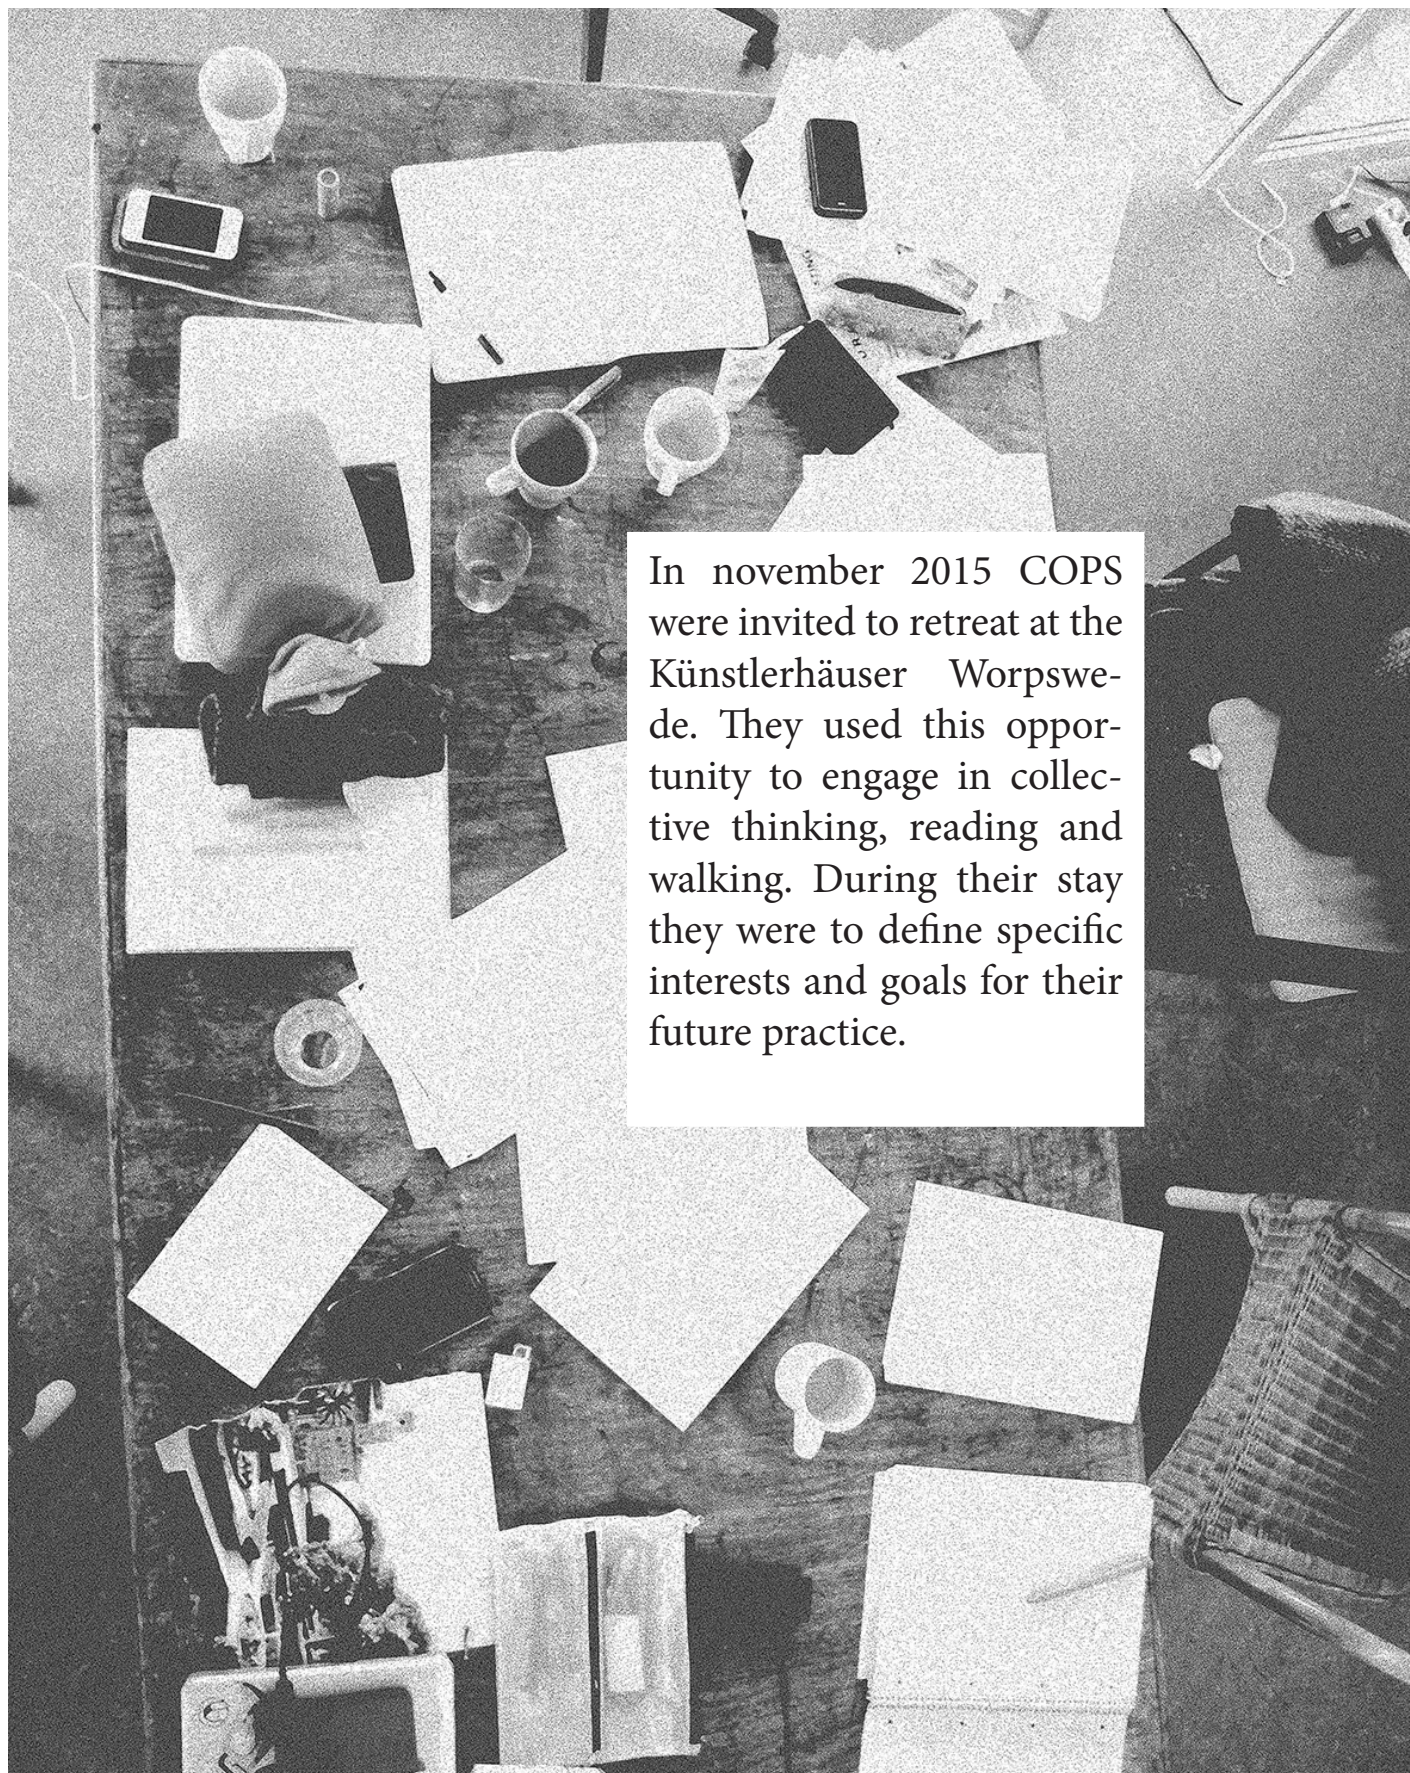 In november 2015 COPS
were invited to retreat at the
Künstlerhäuser Worpswe-
de. They used this oppor-
tunity to engage in collec-
tive thinking, reading and
walking. During their stay
they were to define specific
interests and goals for their
future practice.